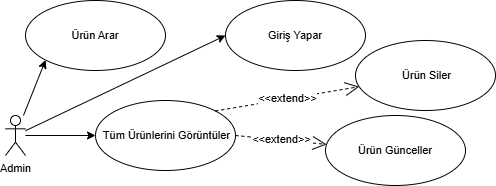 Ürün Arar
Giriş Yapar
Ürün Siler
<<extend>>
Tüm Ürünlerini Görüntüler
<<extend>>
Ürün Günceller
Admin